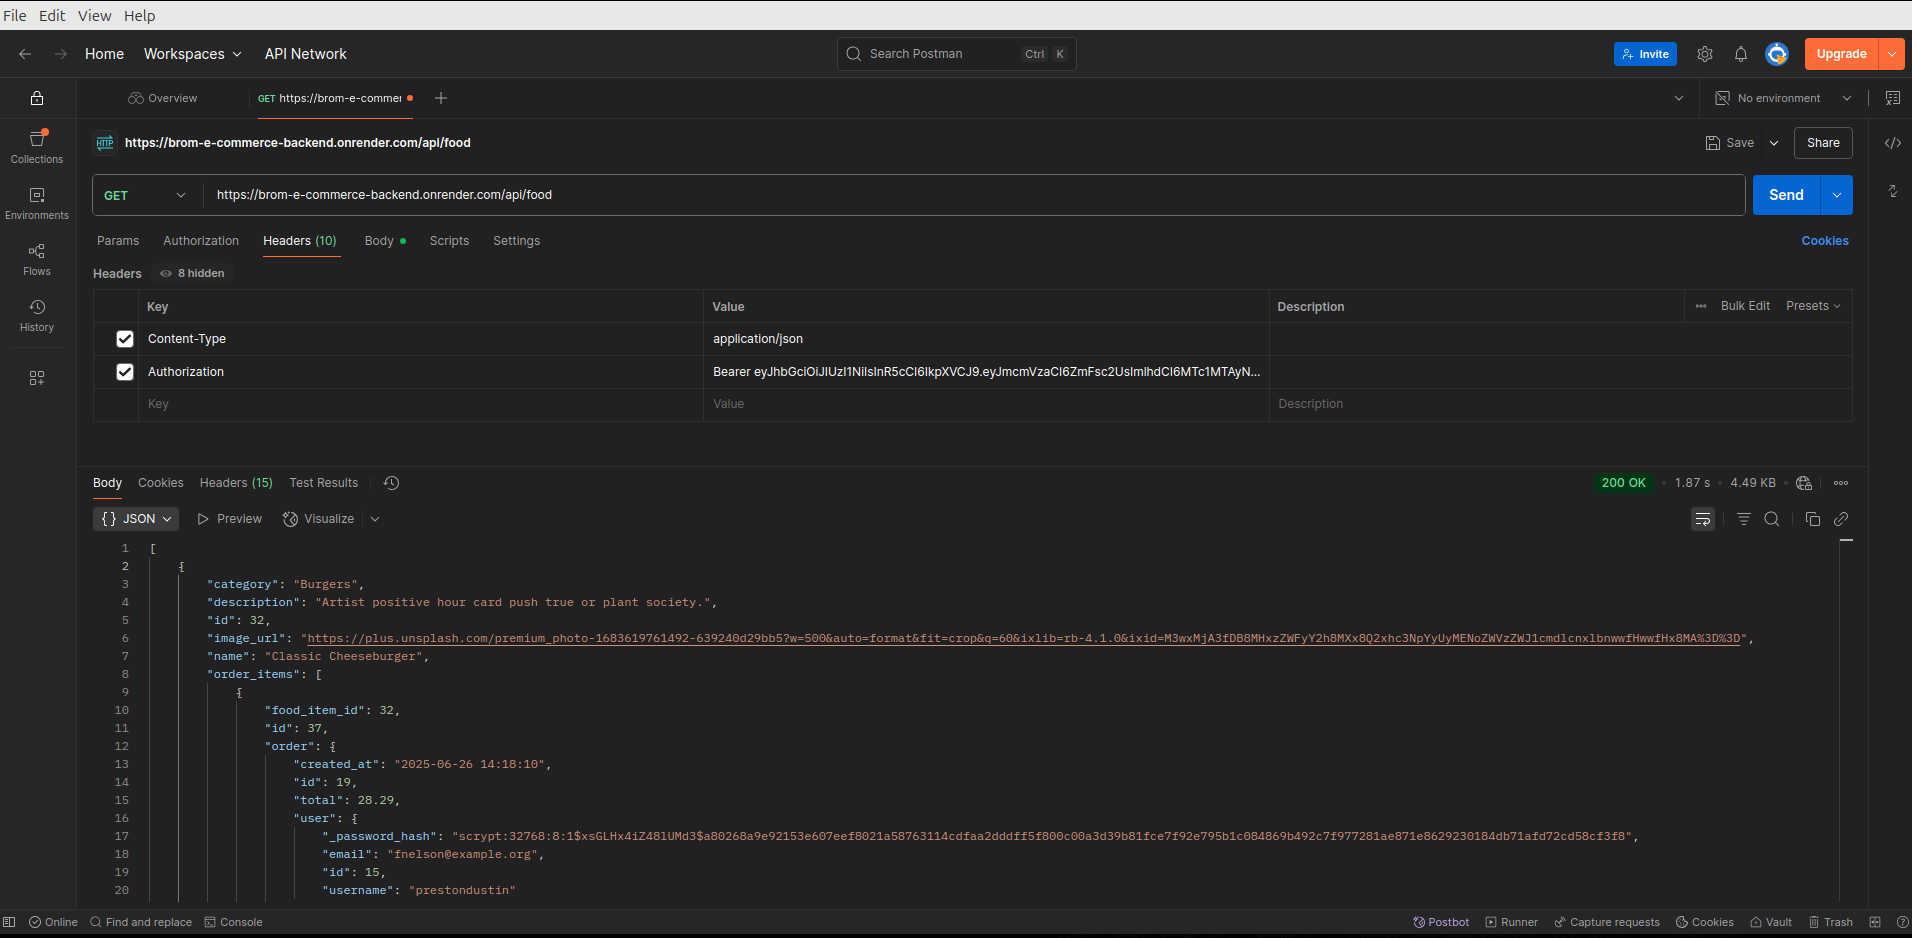 File Edit View Help
Home Workspaces API Network Search Postman Ctrl K Invite Upgrade
Overview GET https://brom-e-commer No environment
HTTP https://brom-e-commerce-backend.onrender.com/api/food Save Share
Collections
GET https://brom-e-commerce-backend.onrender.com/api/food Send
Environments
Params Authorization Headers (10) Body Scripts Settings Cookies
Flows
Headers 8 hidden
Key Value Description Bulk Edit Presets
History
Content-Type application/json
Authorization Bearer eyJhbGciOiJIUzI1NiIsInR5cCI6IkpXVCJ9.eyJmcmVzaCI6ZmFsc2UsImlhdCI6MTc1MTAyN...
Key Value Description
Body Cookies Headers (15) Test Results 200 OK 1.87 s 4.49 KB
{} JSON Preview Visualize
1 [
2 {
3 "category": "Burgers",
4 "description": "Artist positive hour card push true or plant society.",
5 "id": 32,
6 "image_url": "https://plus.unsplash.com/premium_photo-1683619761492-639240d29bb5?w=500&auto=format&fit=crop&q=60&ixlib=rb-4.1.0&ixid=M3wxMjA3fDB8MHxzZWFyY2h8MXx8Q2xhc3NpYyUyMENoZWVzZWJ1cmdlcnxlbnwwfHwwfHx8MA%3D%3D",
7 "name": "Classic Cheeseburger",
8 "order_items": [
9 {
10 "food_item_id": 32,
11 "id": 37,
12 "order": {
13 "created_at": "2025-06-26 14:18:10",
14 "id": 19,
15 "total": 28.29,
16 "user": {
17 "_password_hash": "scrypt:32768:8:1$xsGLHx4iZ48lUMd3$a80268a9e92153e607eef8021a58763114cdfaa2dddff5f800c00a3d39b81fce7f92e795b1c084869b492c7f977281ae871e8629230184db71afd72cd58cf3f8",
18 "email": "fnelson@example.org",
19 "id": 15,
20 "username": "prestondustin"
Online Find and replace Console Postbot Runner Capture requests Cookies Vault Trash